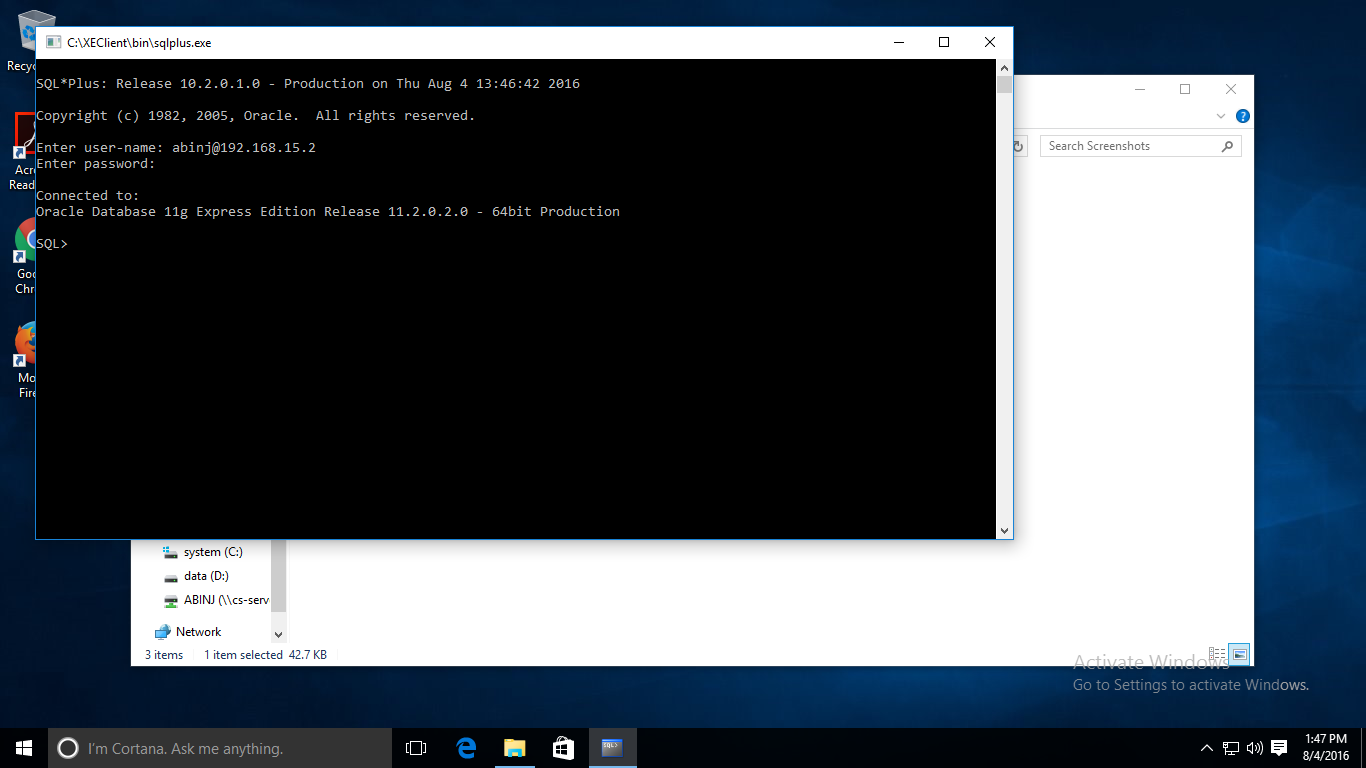 Recyc
Acro
Read
Goo
Chr
Mo
Fire
C:\XEClient\bin\sqlplus.exe
SQL*Plus: Release 10.2.0.1.0 - Production on Thu Aug 4 13:46:42 2016
Copyright (c) 1982, 2005, Oracle.  All rights reserved.
Enter user-name: abinj@192.168.15.2
Enter password:
Connected to:
Oracle Database 11g Express Edition Release 11.2.0.2.0 - 64bit Production
SQL>
?
Search Screenshots
system (C:)
data (D:)
ABINJ (\\cs-serv
Network
3 items 1 item selected 42.7 KB
Activate Windows
Go to Settings to activate Windows.
I'm Cortana. Ask me anything.
SQL>
1:47 PM
8/4/2016